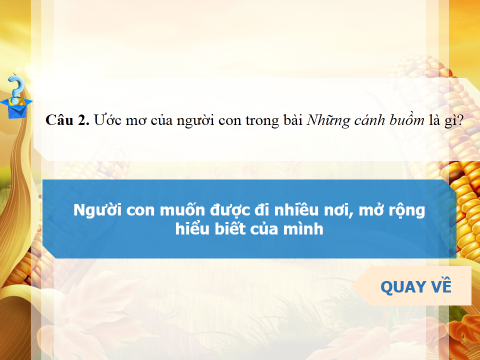 Câu 2. Ước mơ của người con trong bài Những cánh buồm là gì?
Người con muốn được đi nhiều nơi, mở rộng
hiểu biết của mình
QUAY VỀ